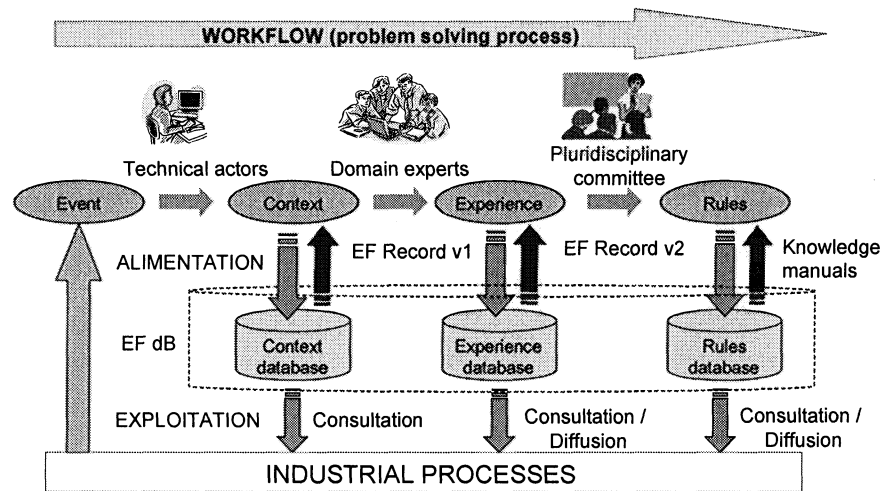 WORKFLOW (problem solving process)
Technical actors
Domain experts
Pluridisciplinary
committee
Event
Context
Experience
Rules
ALIMENTATION
EF Record v1
EF Record v2
Knowledge
manuals
EF dB
Context
database
Experience
database
Rules
database
EXPLOITATION
Consultation
Consultation /
Diffusion
Consultation /
Diffusion
INDUSTRIAL PROCESSES